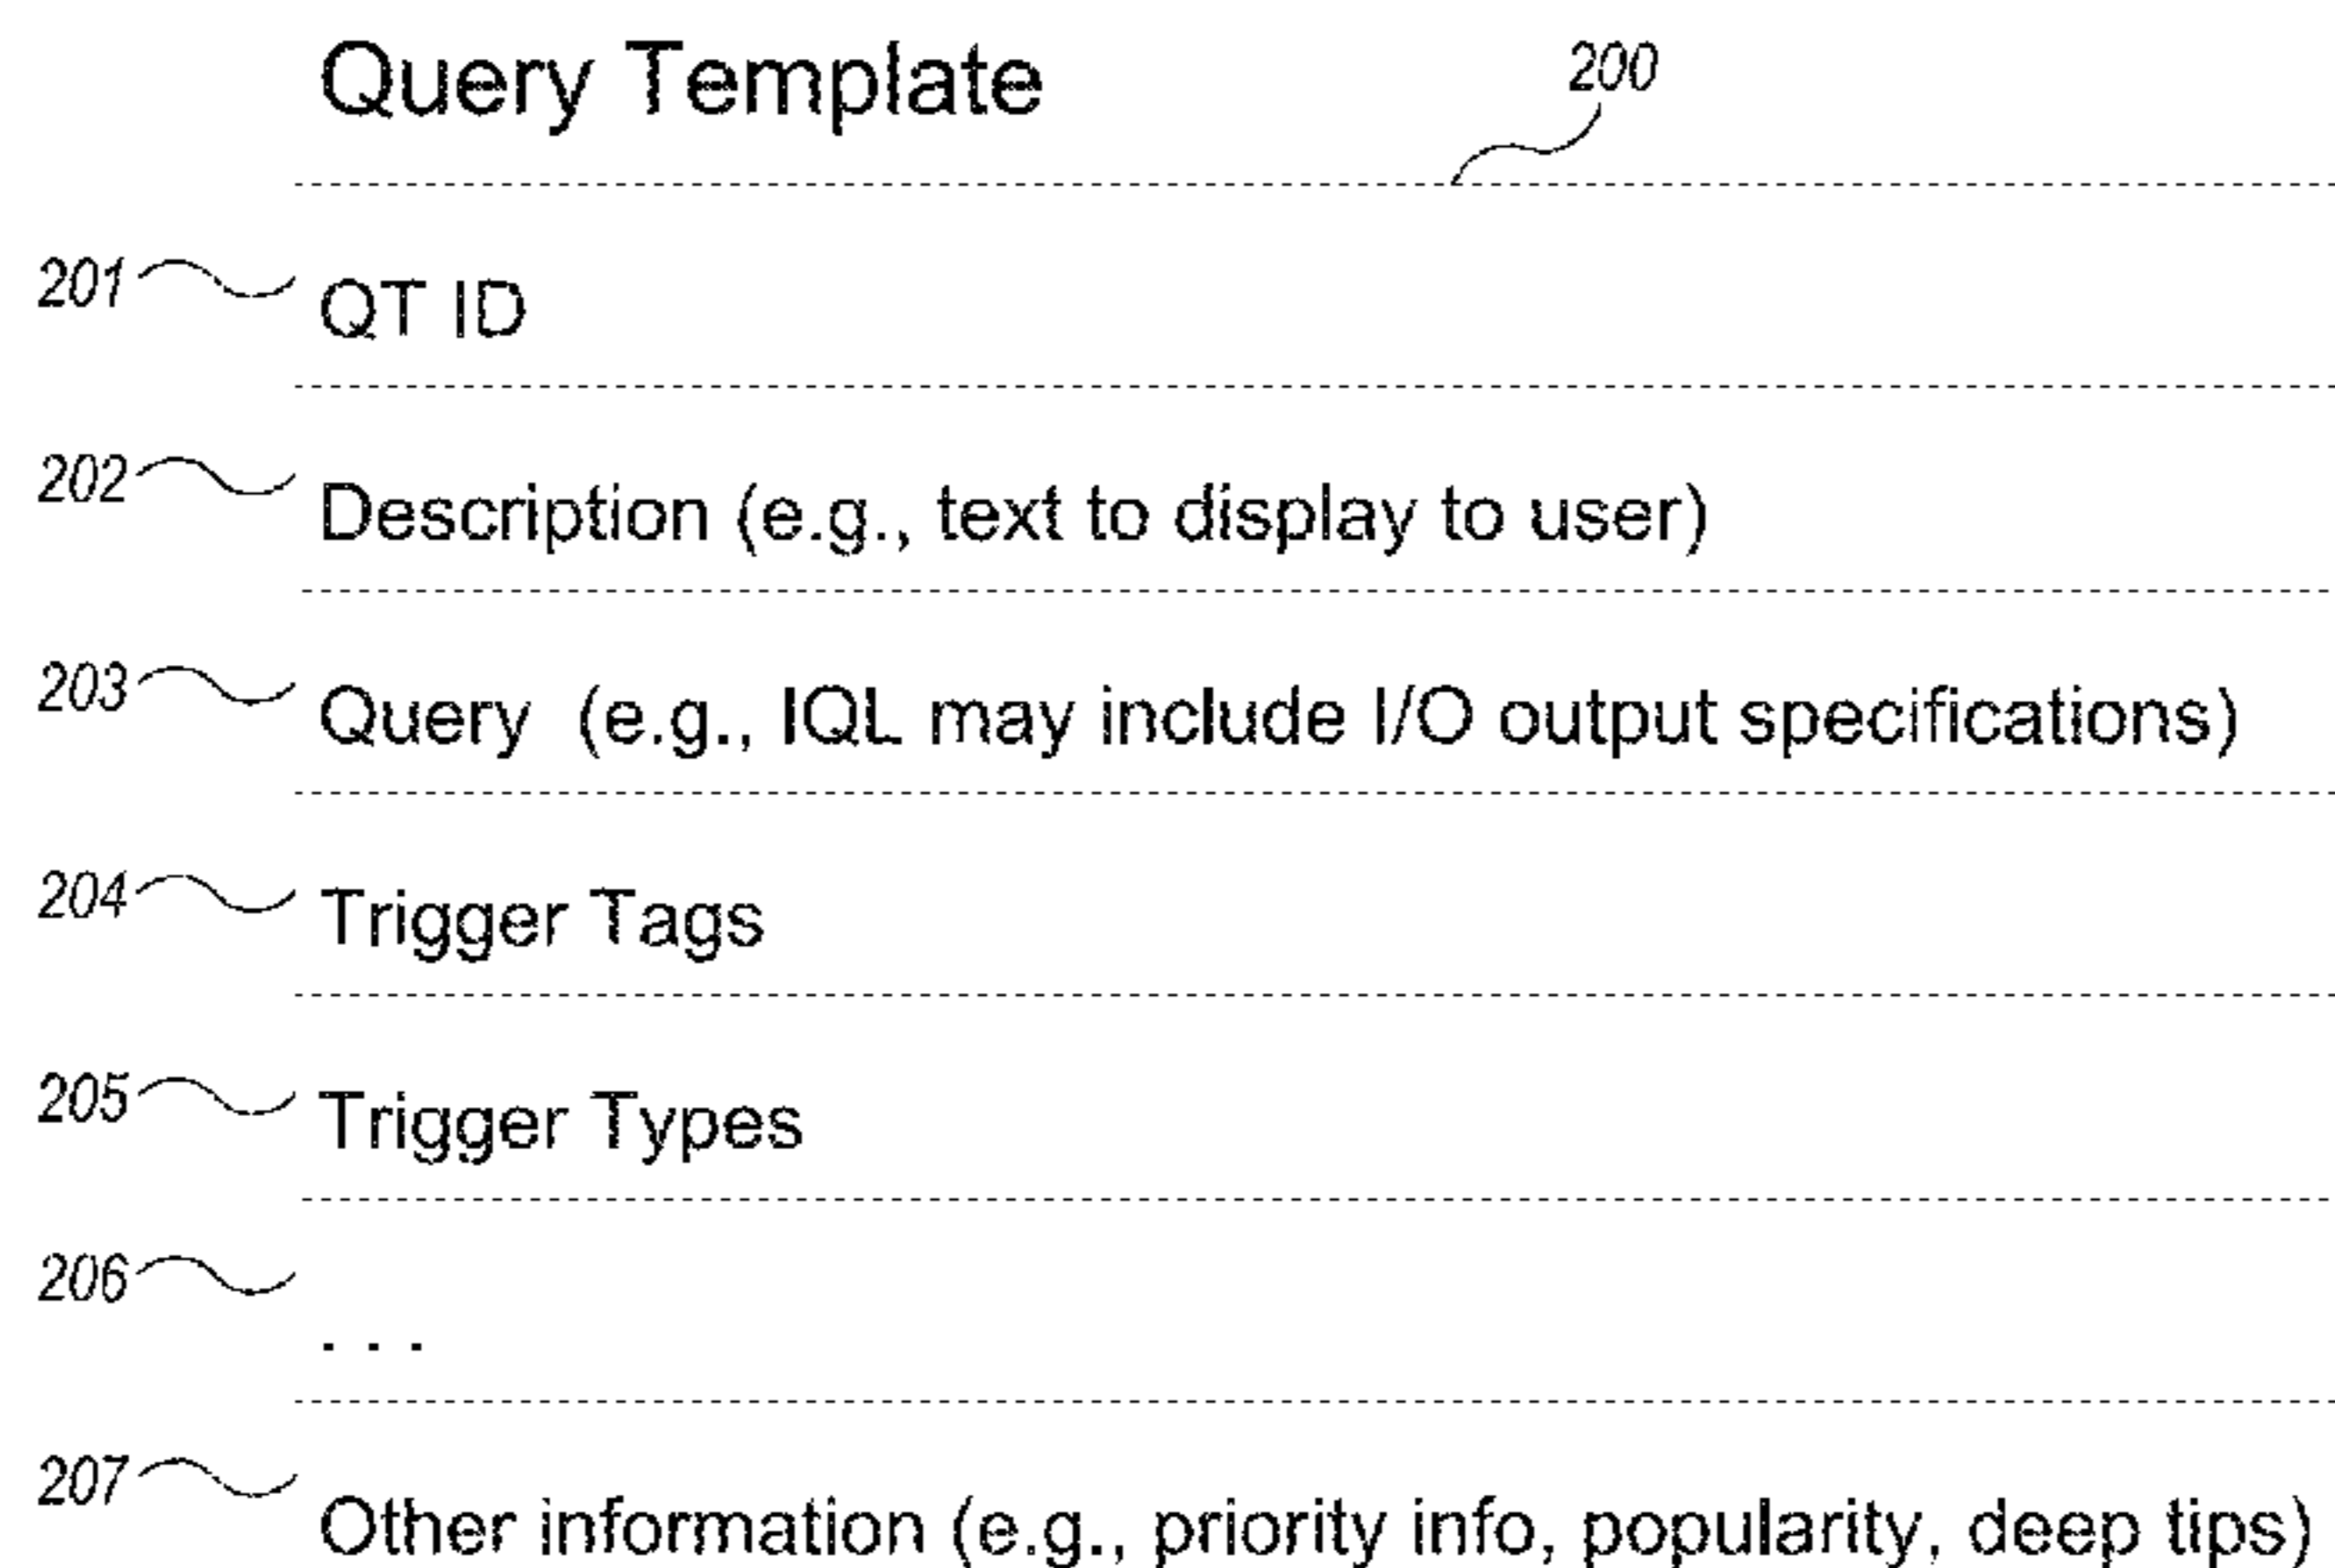 Query Template
200
201 QT ID
202 Description (e.g., text to display to user)
203 Query (e.g., IQL may include I/O output specifications)
204 Trigger Tags
205 Trigger Types
206 . . .
207 Other information (e.g., priority info, popularity, deep tips)